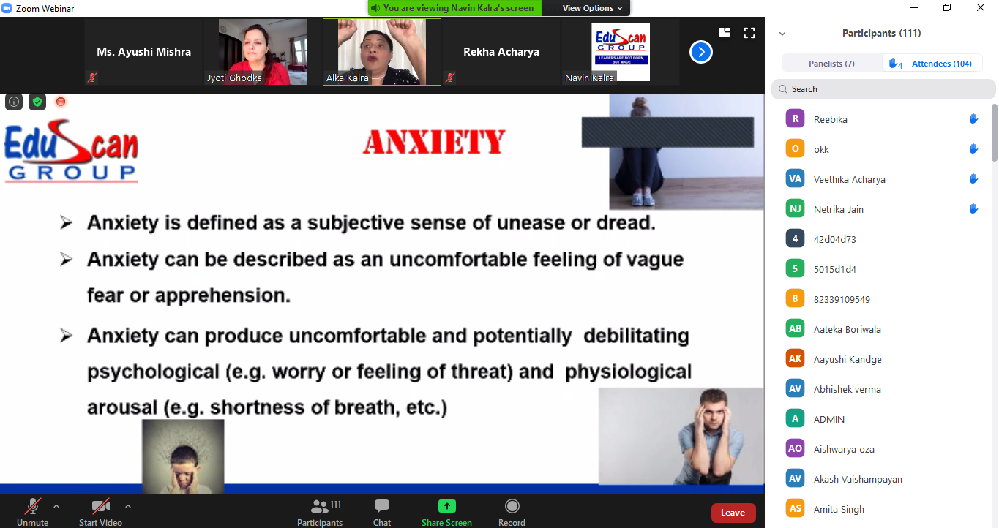 Zoom Webinar
You are viewing Navin Kalra's screen
View Options
Ms. Ayushi Mishra
Jyoti Ghodke
Alka Kalra
Rekha Acharya
EduScan
GROUP
LEADERS ARE NOT BORN,
BUT MADE
Navin Kalra
EduScan
GROUP
ANXIETY
Anxiety is defined as a subjective sense of unease or dread.
Anxiety can be described as an uncomfortable feeling of vague
fear or apprehension.
Anxiety can produce uncomfortable and potentially debilitating
psychological (e.g. worry or feeling of threat) and physiological
arousal (e.g. shortness of breath, etc.)
Unmute
Start Video
111
Participants
Chat
Share Screen
Record
Leave
Participants (111)
Panelists (7)
4
Attendees (104)
Search
R Reebika
O okk
VA Veethika Acharya
NJ Netrika Jain
4 42d04d73
5 5015d1d4
8 82339109549
AB Aateka Boriwala
AK Aayushi Kandge
AV Abhishek verma
A ADMIN
AO Aishwarya oza
AV Akash Vaishampayan
AS Amita Singh